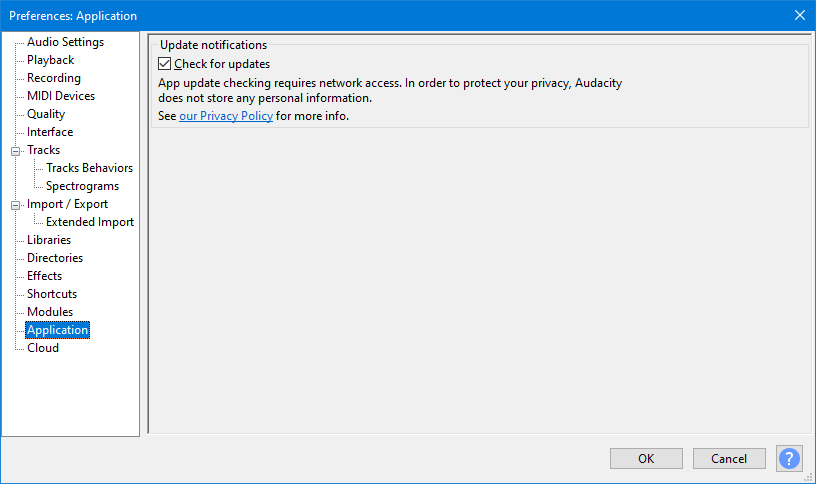 Preferences: Application
Audio Settings
Playback
Recording
MIDI Devices
Quality
Interface
Tracks
Tracks Behaviors
Spectrograms
Import / Export
Extended Import
Libraries
Directories
Effects
Shortcuts
Modules
Application
Cloud
Update notifications
Check for updates
App update checking requires network access. In order to protect your privacy, Audacity
does not store any personal information.
See our Privacy Policy for more info.
OK
Cancel
?